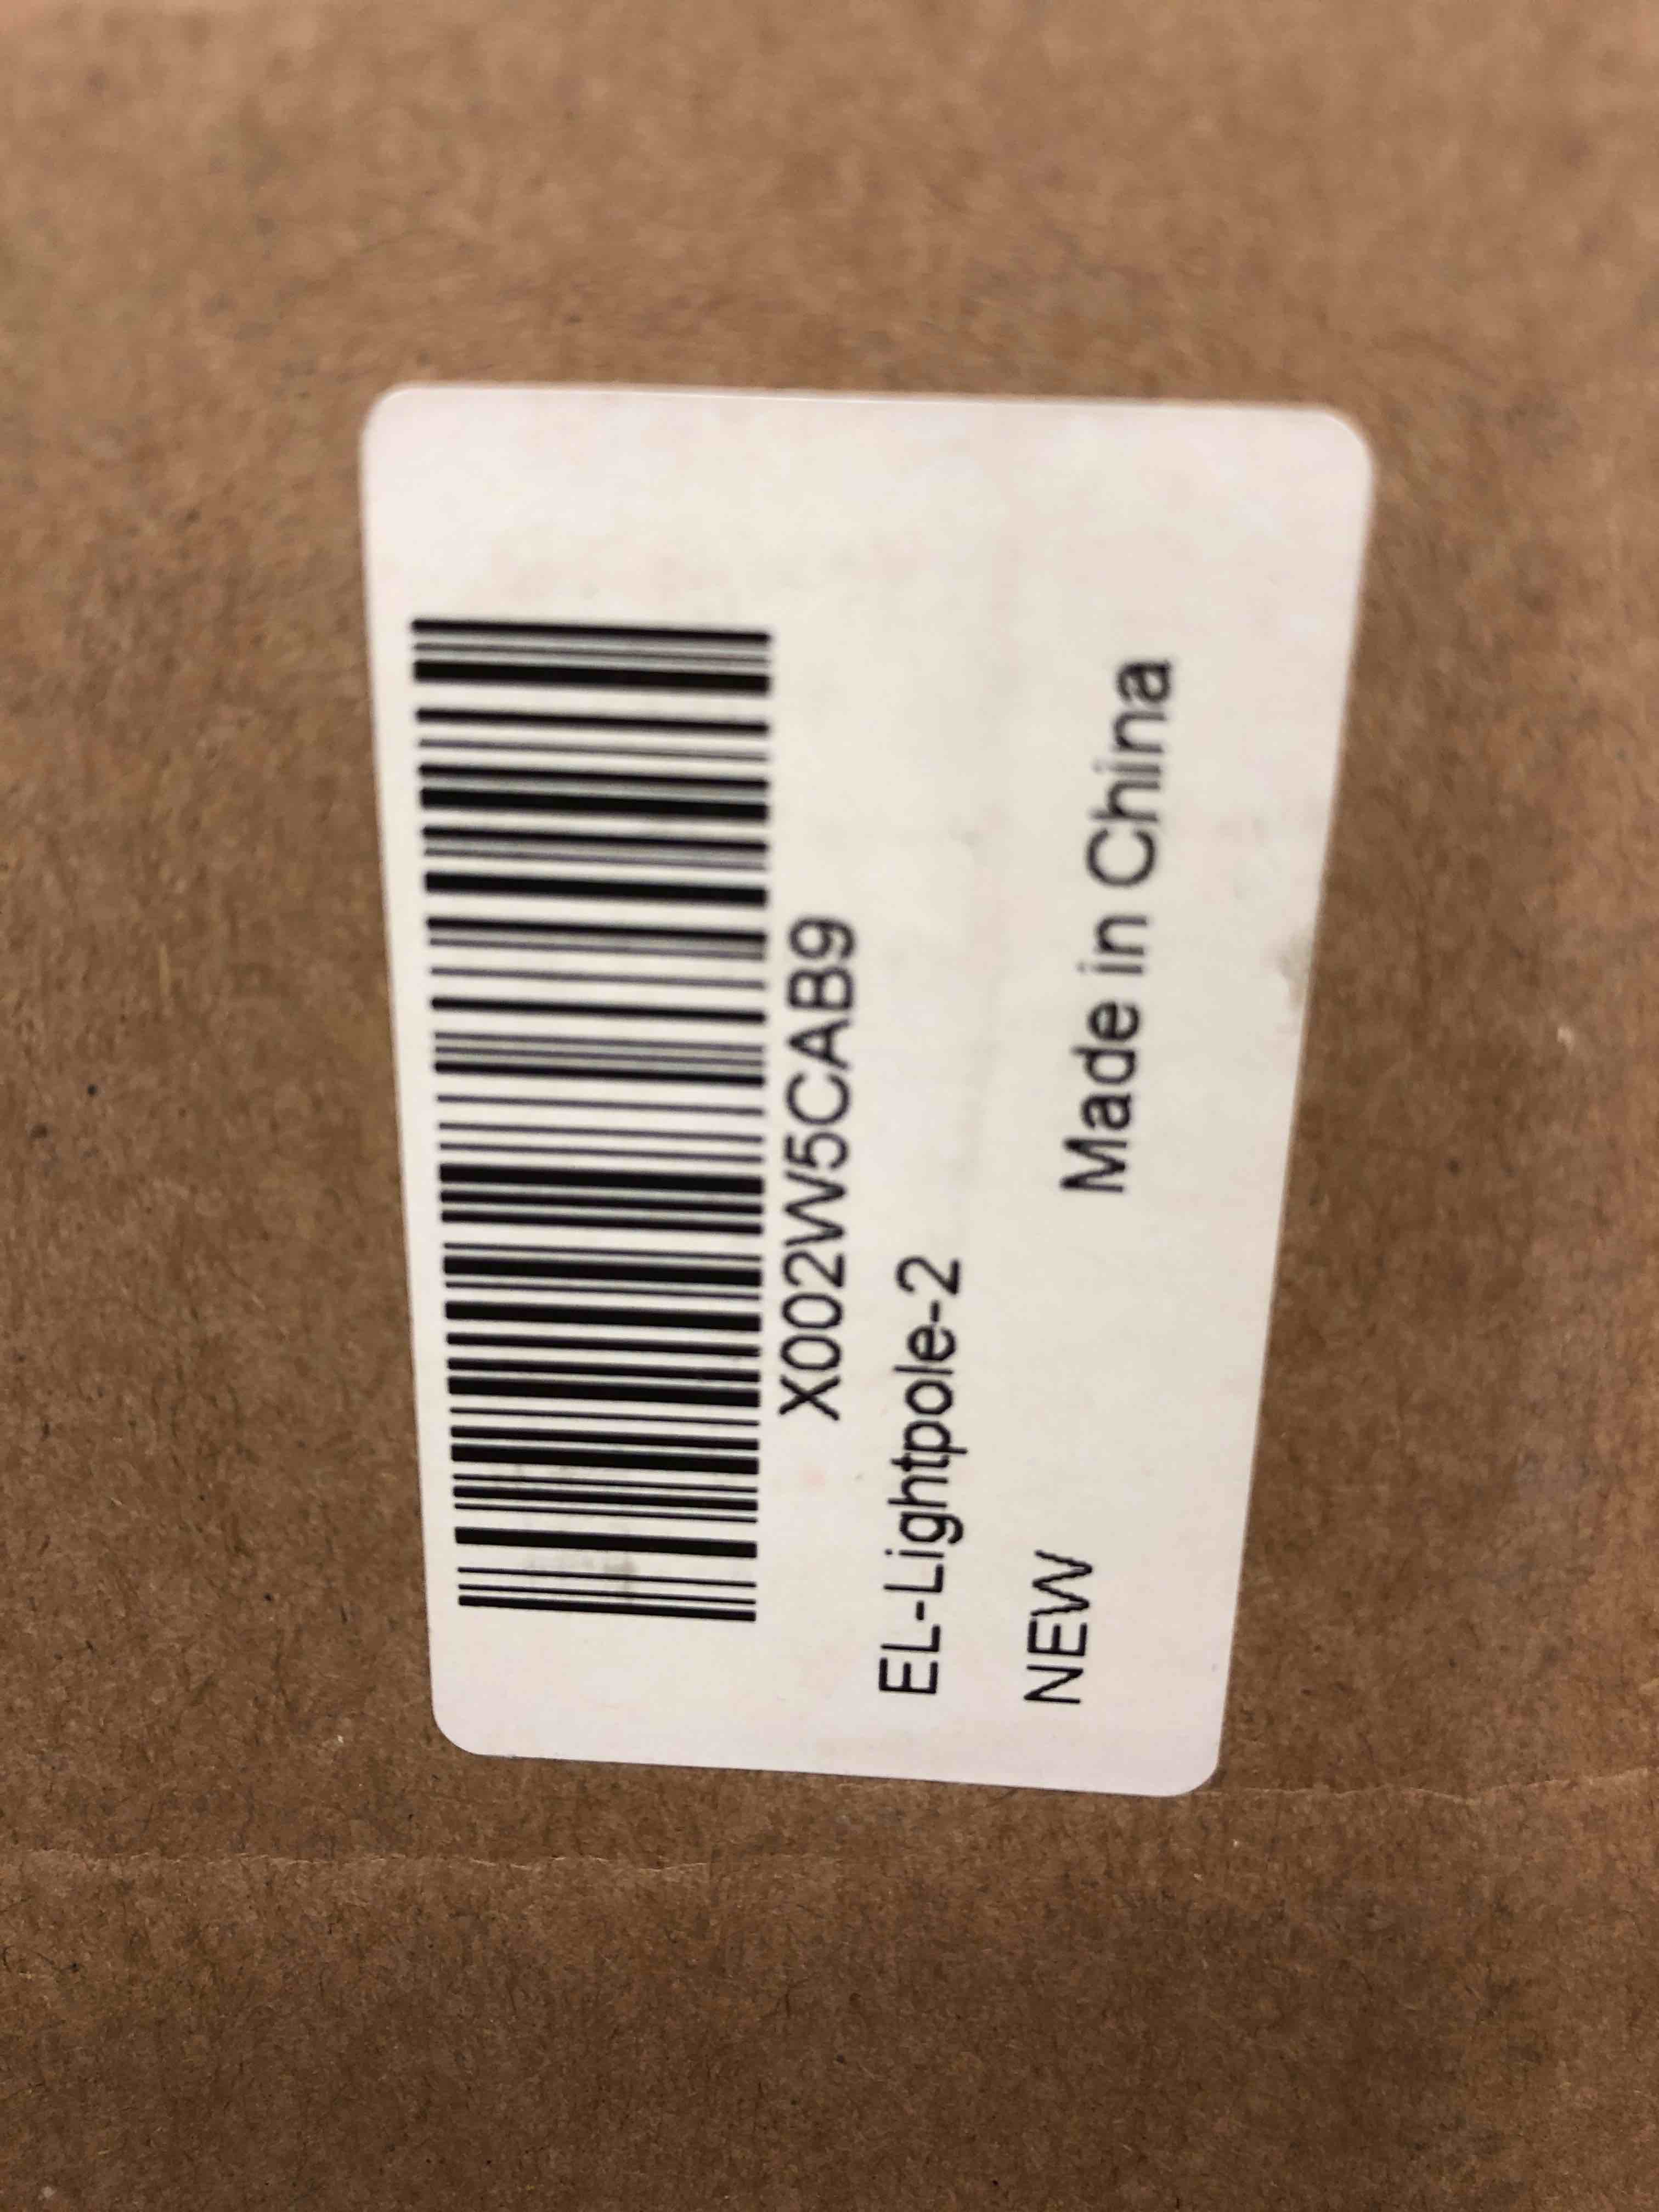 X002W5CAB9
EL-Lightpole-2
NEW
Made in China